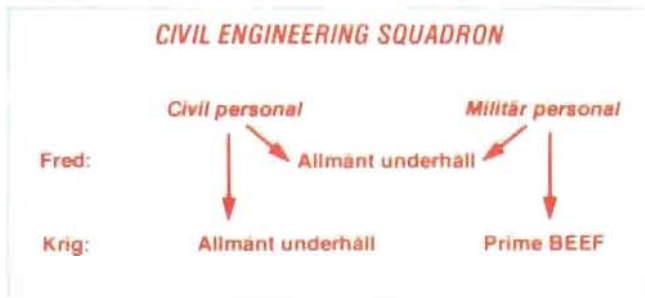 CIVIL ENGINEERING SQUADRON
Civil personal Militär personal
Fred: Allmänt underhåll
Krig: Allmänt underhåll Prime BEEF